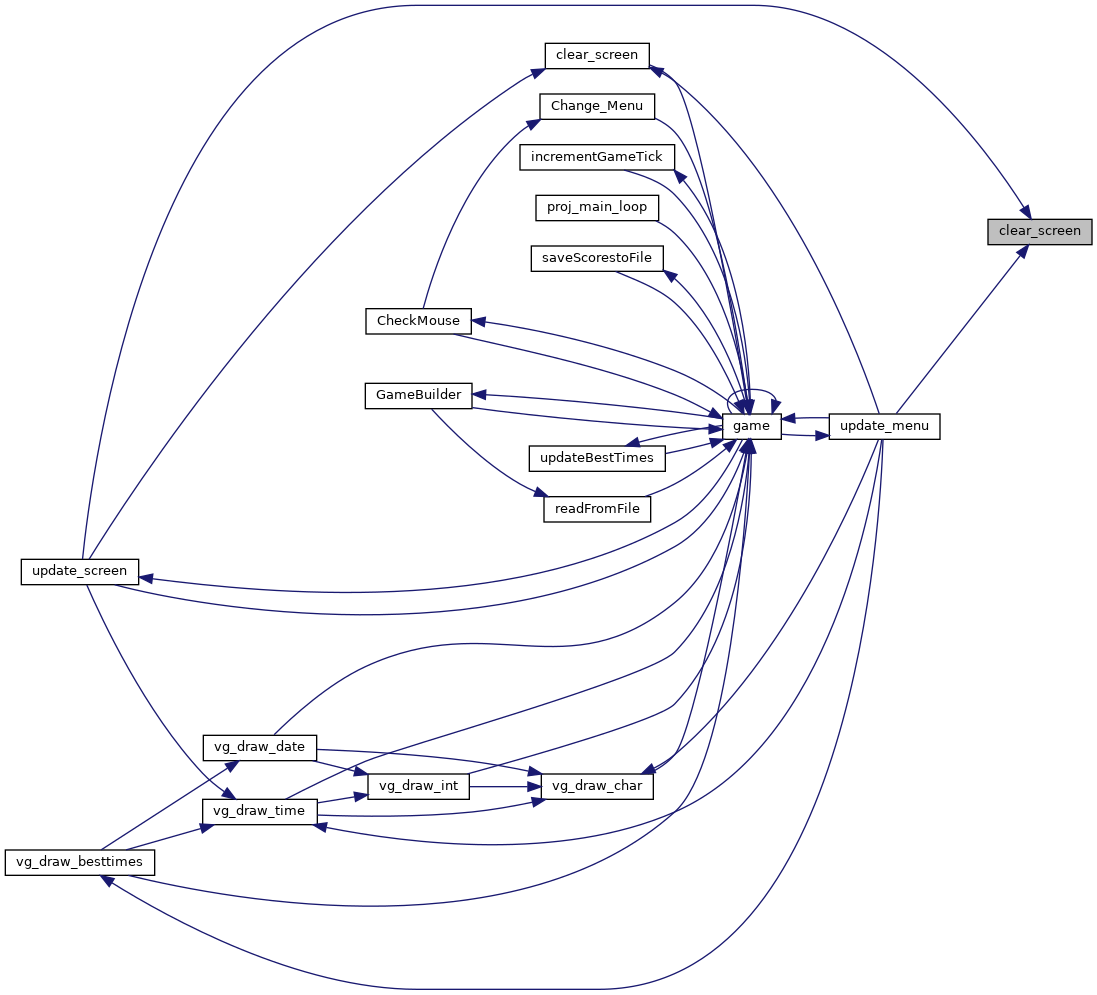 clear_screen
Change_Menu
incrementGameTick
proj_main_loop
clear_screen
saveScorestoFile
CheckMouse
GameBuilder
game
update_menu
updateBestTimes
readFromFile
update_screen
vg_draw_date
vg_draw_int
vg_draw_char
vg_draw_time
vg_draw_besttimes